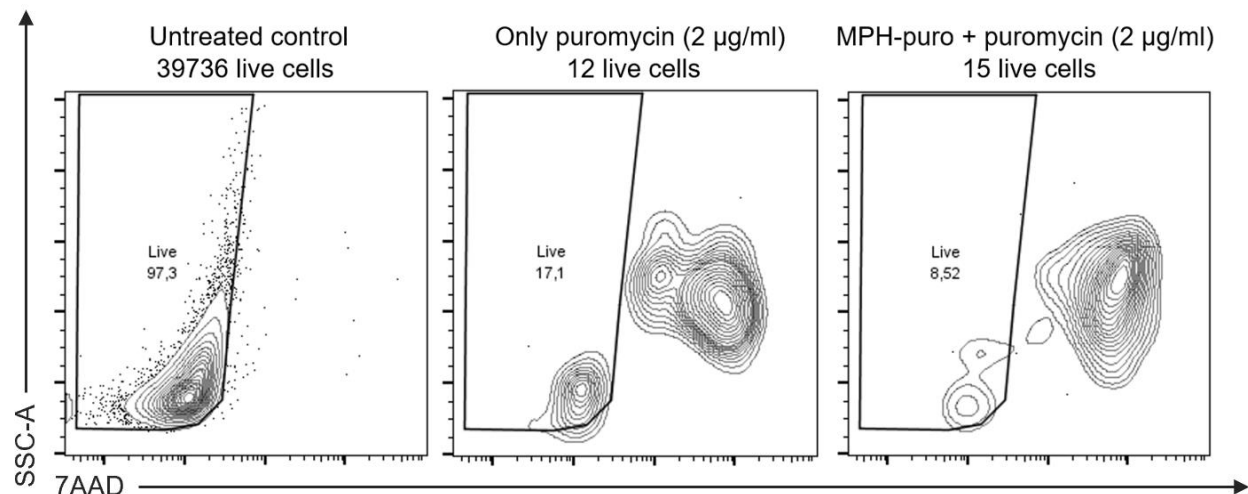 Untreated control
39736 live cells
Only puromycin (2 µg/ml)
12 live cells
MPH-puro + puromycin (2 µg/ml)
15 live cells
Live
97,3
Live
17,1
Live
8,52
SSC-A
7AAD